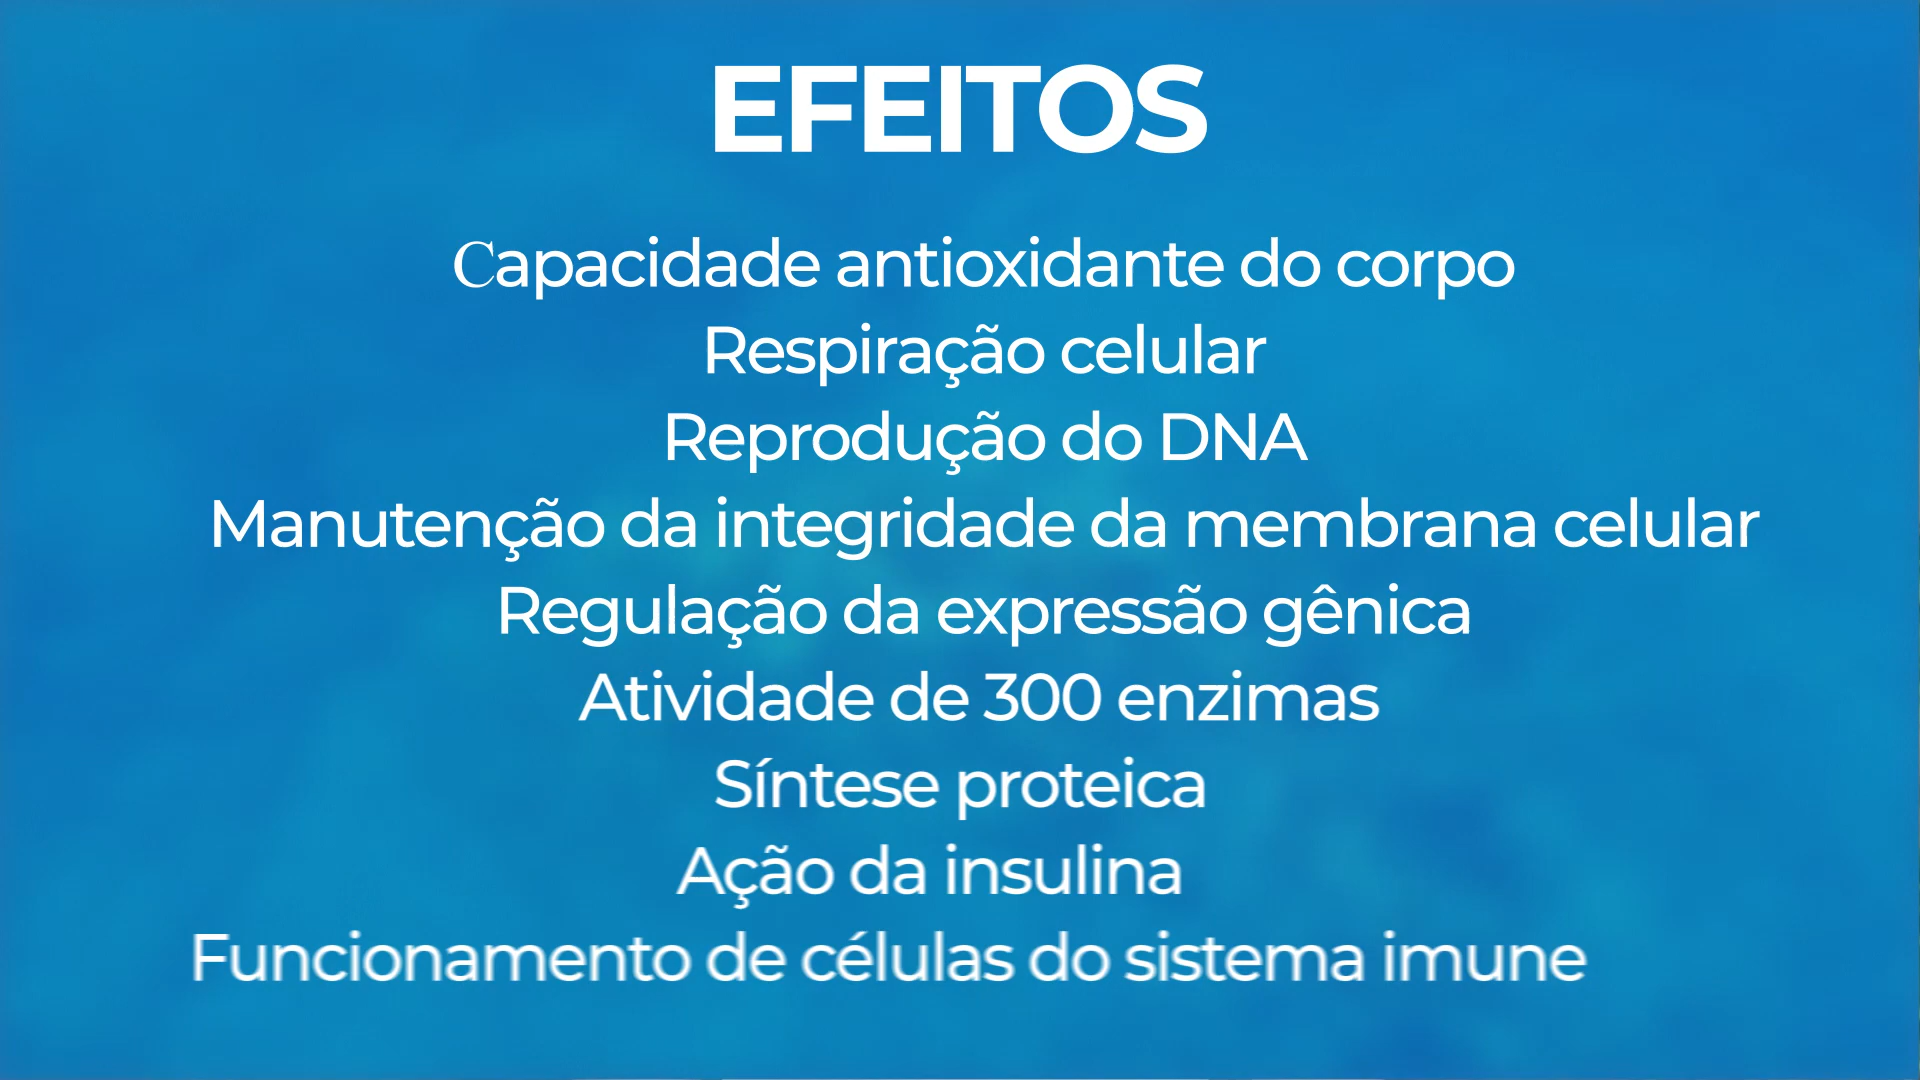 EFEITOS
Capacidade antioxidante do corpo
Respiração celular
Reprodução do DNA
Manutenção da integridade da membrana celular
Regulação da expressão gênica
Atividade de 300 enzimas
Síntese proteica
Ação da insulina
Funcionamento de células do sistema imune